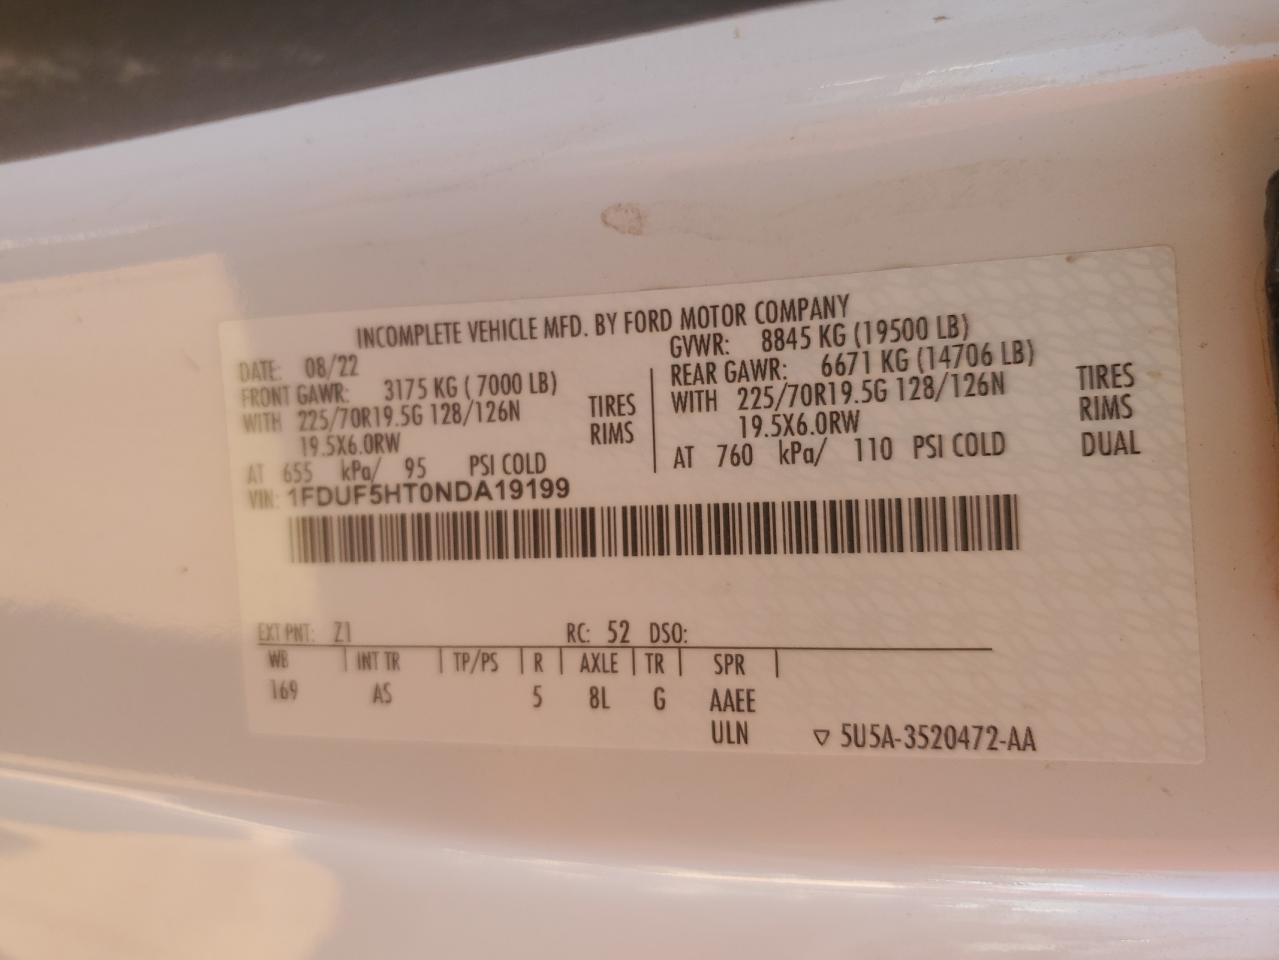 INCOMPLETE VEHICLE MFD. BY FORD MOTOR COMPANY
DATE: 08/22
GVWR: 8845 KG (19500 LB)
FRONT GAWR: 3175 KG ( 7000 LB)
WITH 225/70R19.5G 128/126N TIRES
19.5X6.0RW RIMS
AT 655 kPa/ 95 PSI COLD
REAR GAWR: 6671 KG (14706 LB)
WITH 225/70R19.5G 128/126N TIRES
19.5X6.0RW RIMS
AT 760 kPa/ 110 PSI COLD DUAL
VIN: 1FDUF5HT0NDA19199
EXT PNT: Z1 RC: 52 DSO:
WB | INT TR | TP/PS | R | AXLE | TR | SPR |
169 AS 5 8L G AAEE
ULN ▽ 5U5A-3520472-AA